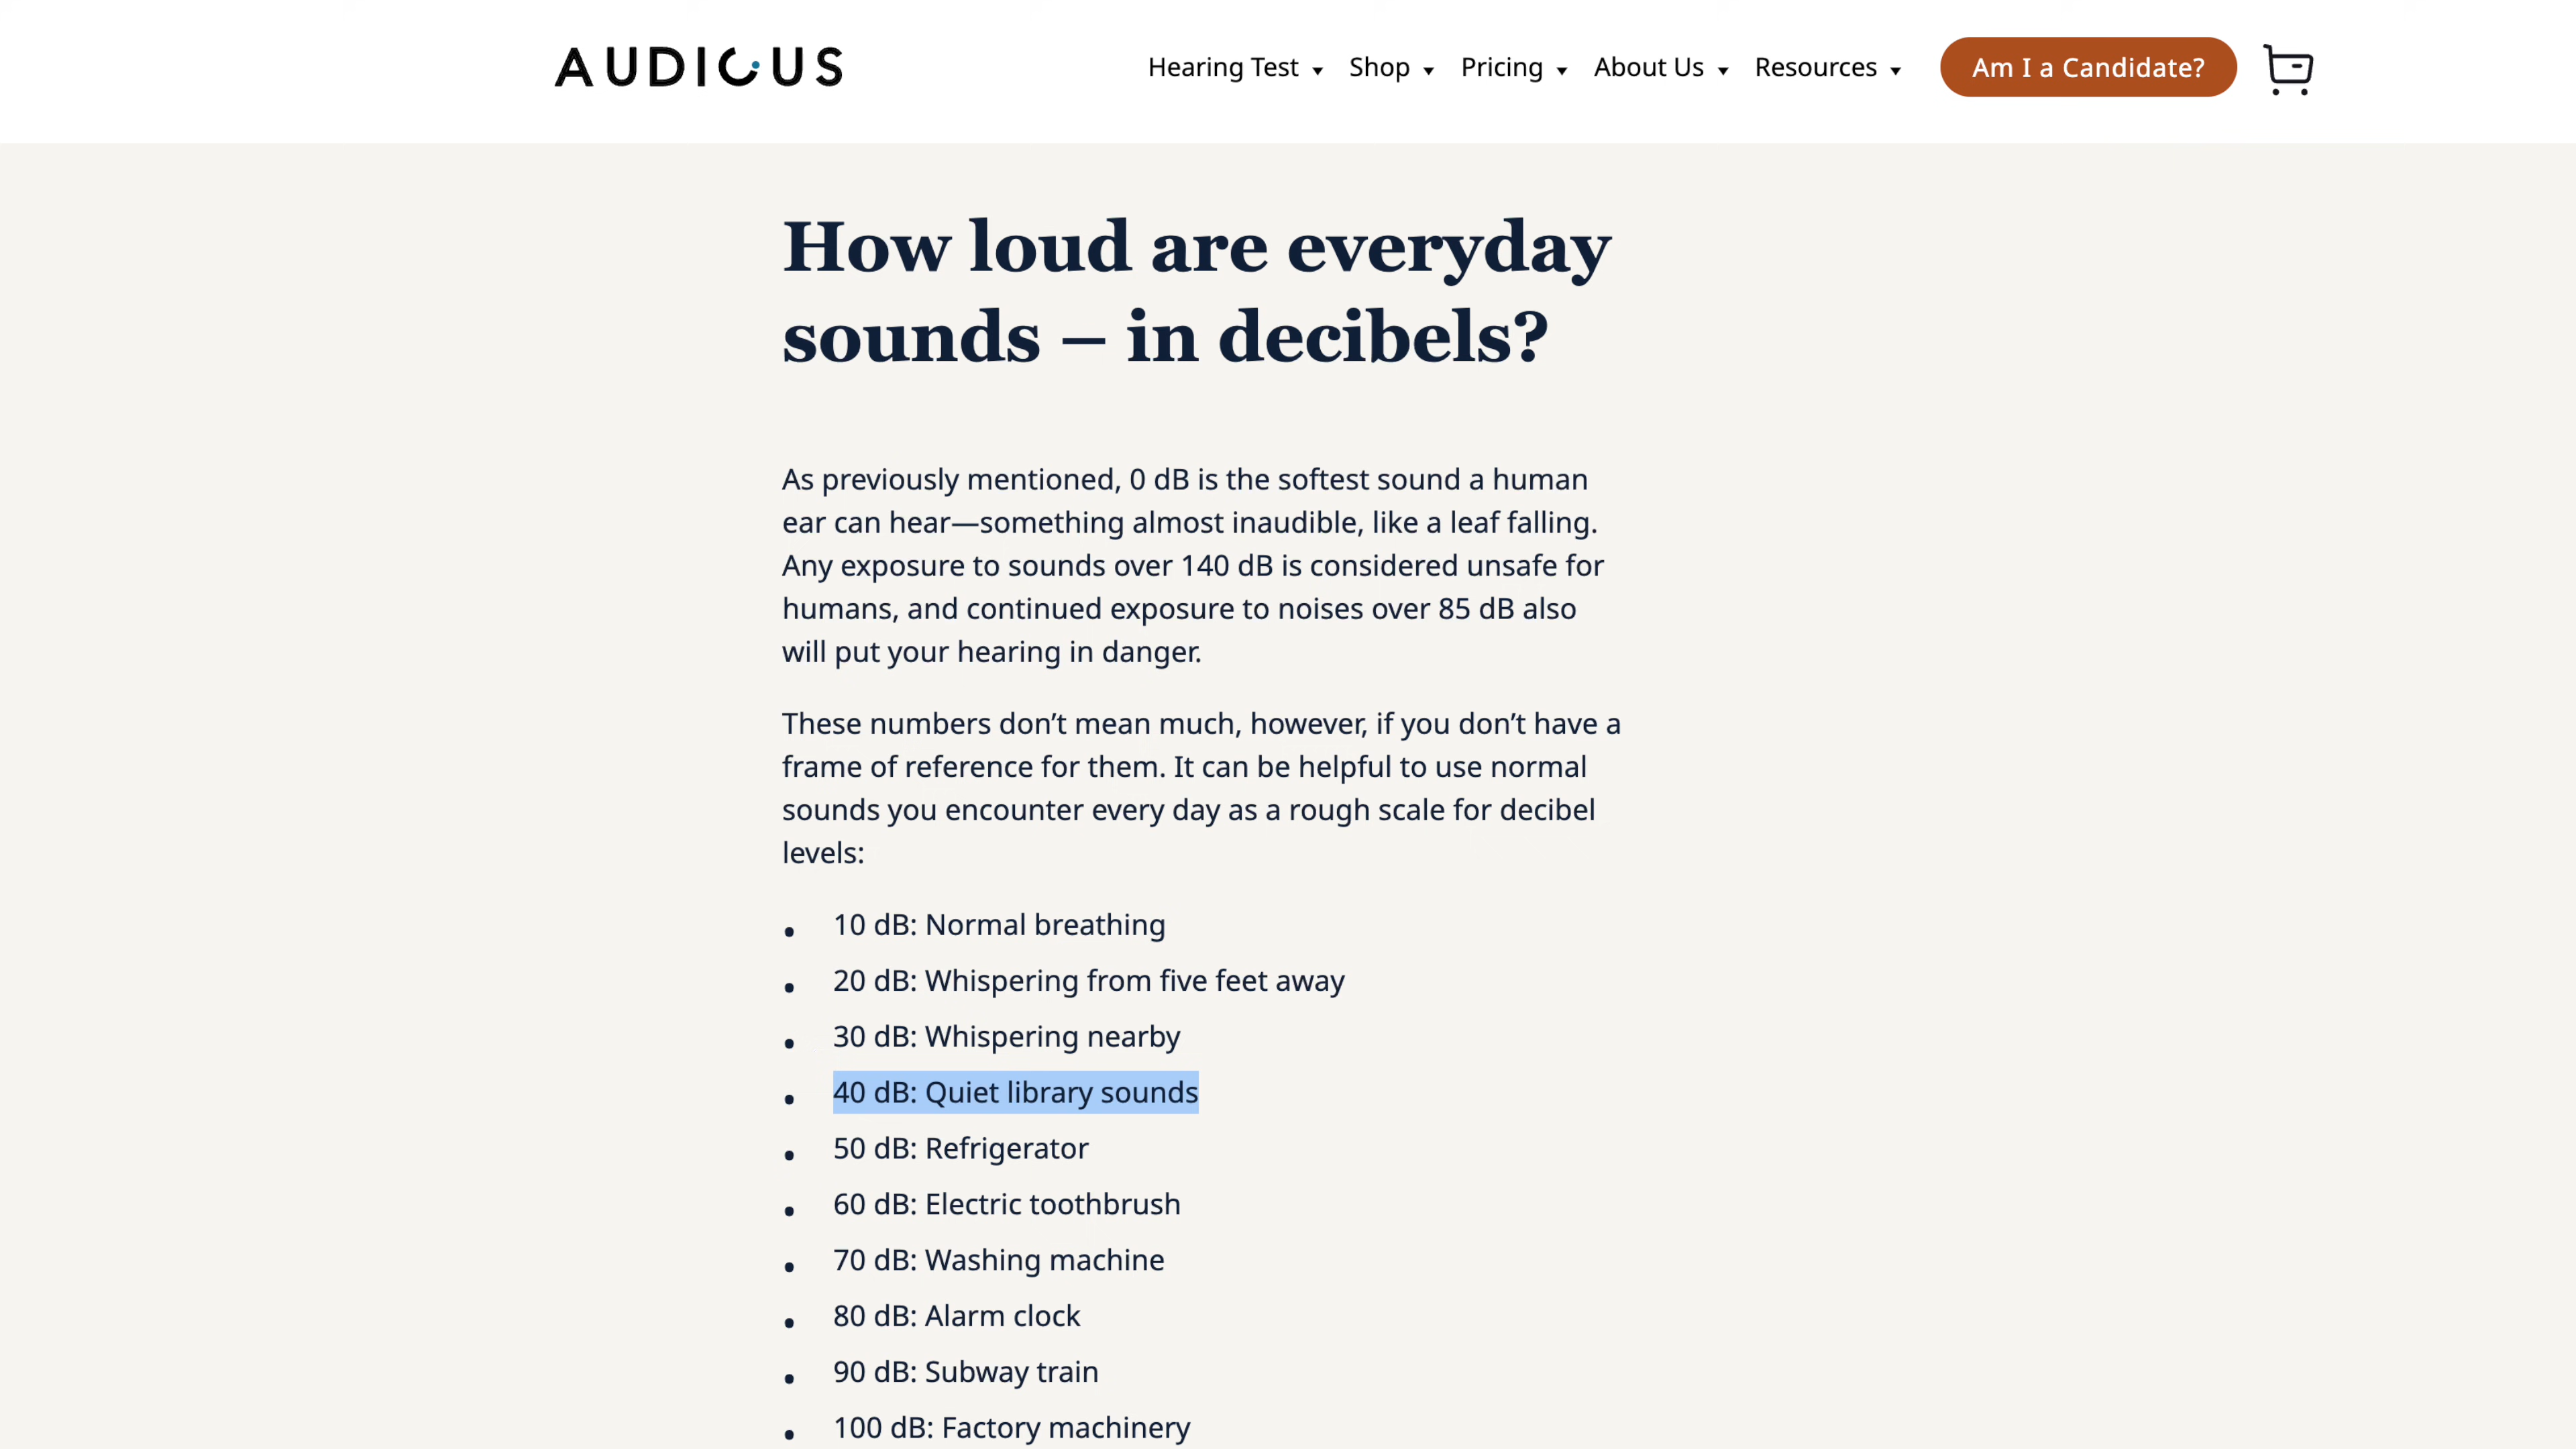 AUDICUS
Hearing Test Shop Pricing About Us Resources Am I a Candidate?
How loud are everyday
sounds – in decibels?
As previously mentioned, 0 dB is the softest sound a human
ear can hear—something almost inaudible, like a leaf falling.
Any exposure to sounds over 140 dB is considered unsafe for
humans, and continued exposure to noises over 85 dB also
will put your hearing in danger.
These numbers don’t mean much, however, if you don’t have a
frame of reference for them. It can be helpful to use normal
sounds you encounter every day as a rough scale for decibel
levels:
• 10 dB: Normal breathing
• 20 dB: Whispering from five feet away
• 30 dB: Whispering nearby
• 40 dB: Quiet library sounds
• 50 dB: Refrigerator
• 60 dB: Electric toothbrush
• 70 dB: Washing machine
• 80 dB: Alarm clock
• 90 dB: Subway train
• 100 dB: Factory machinery